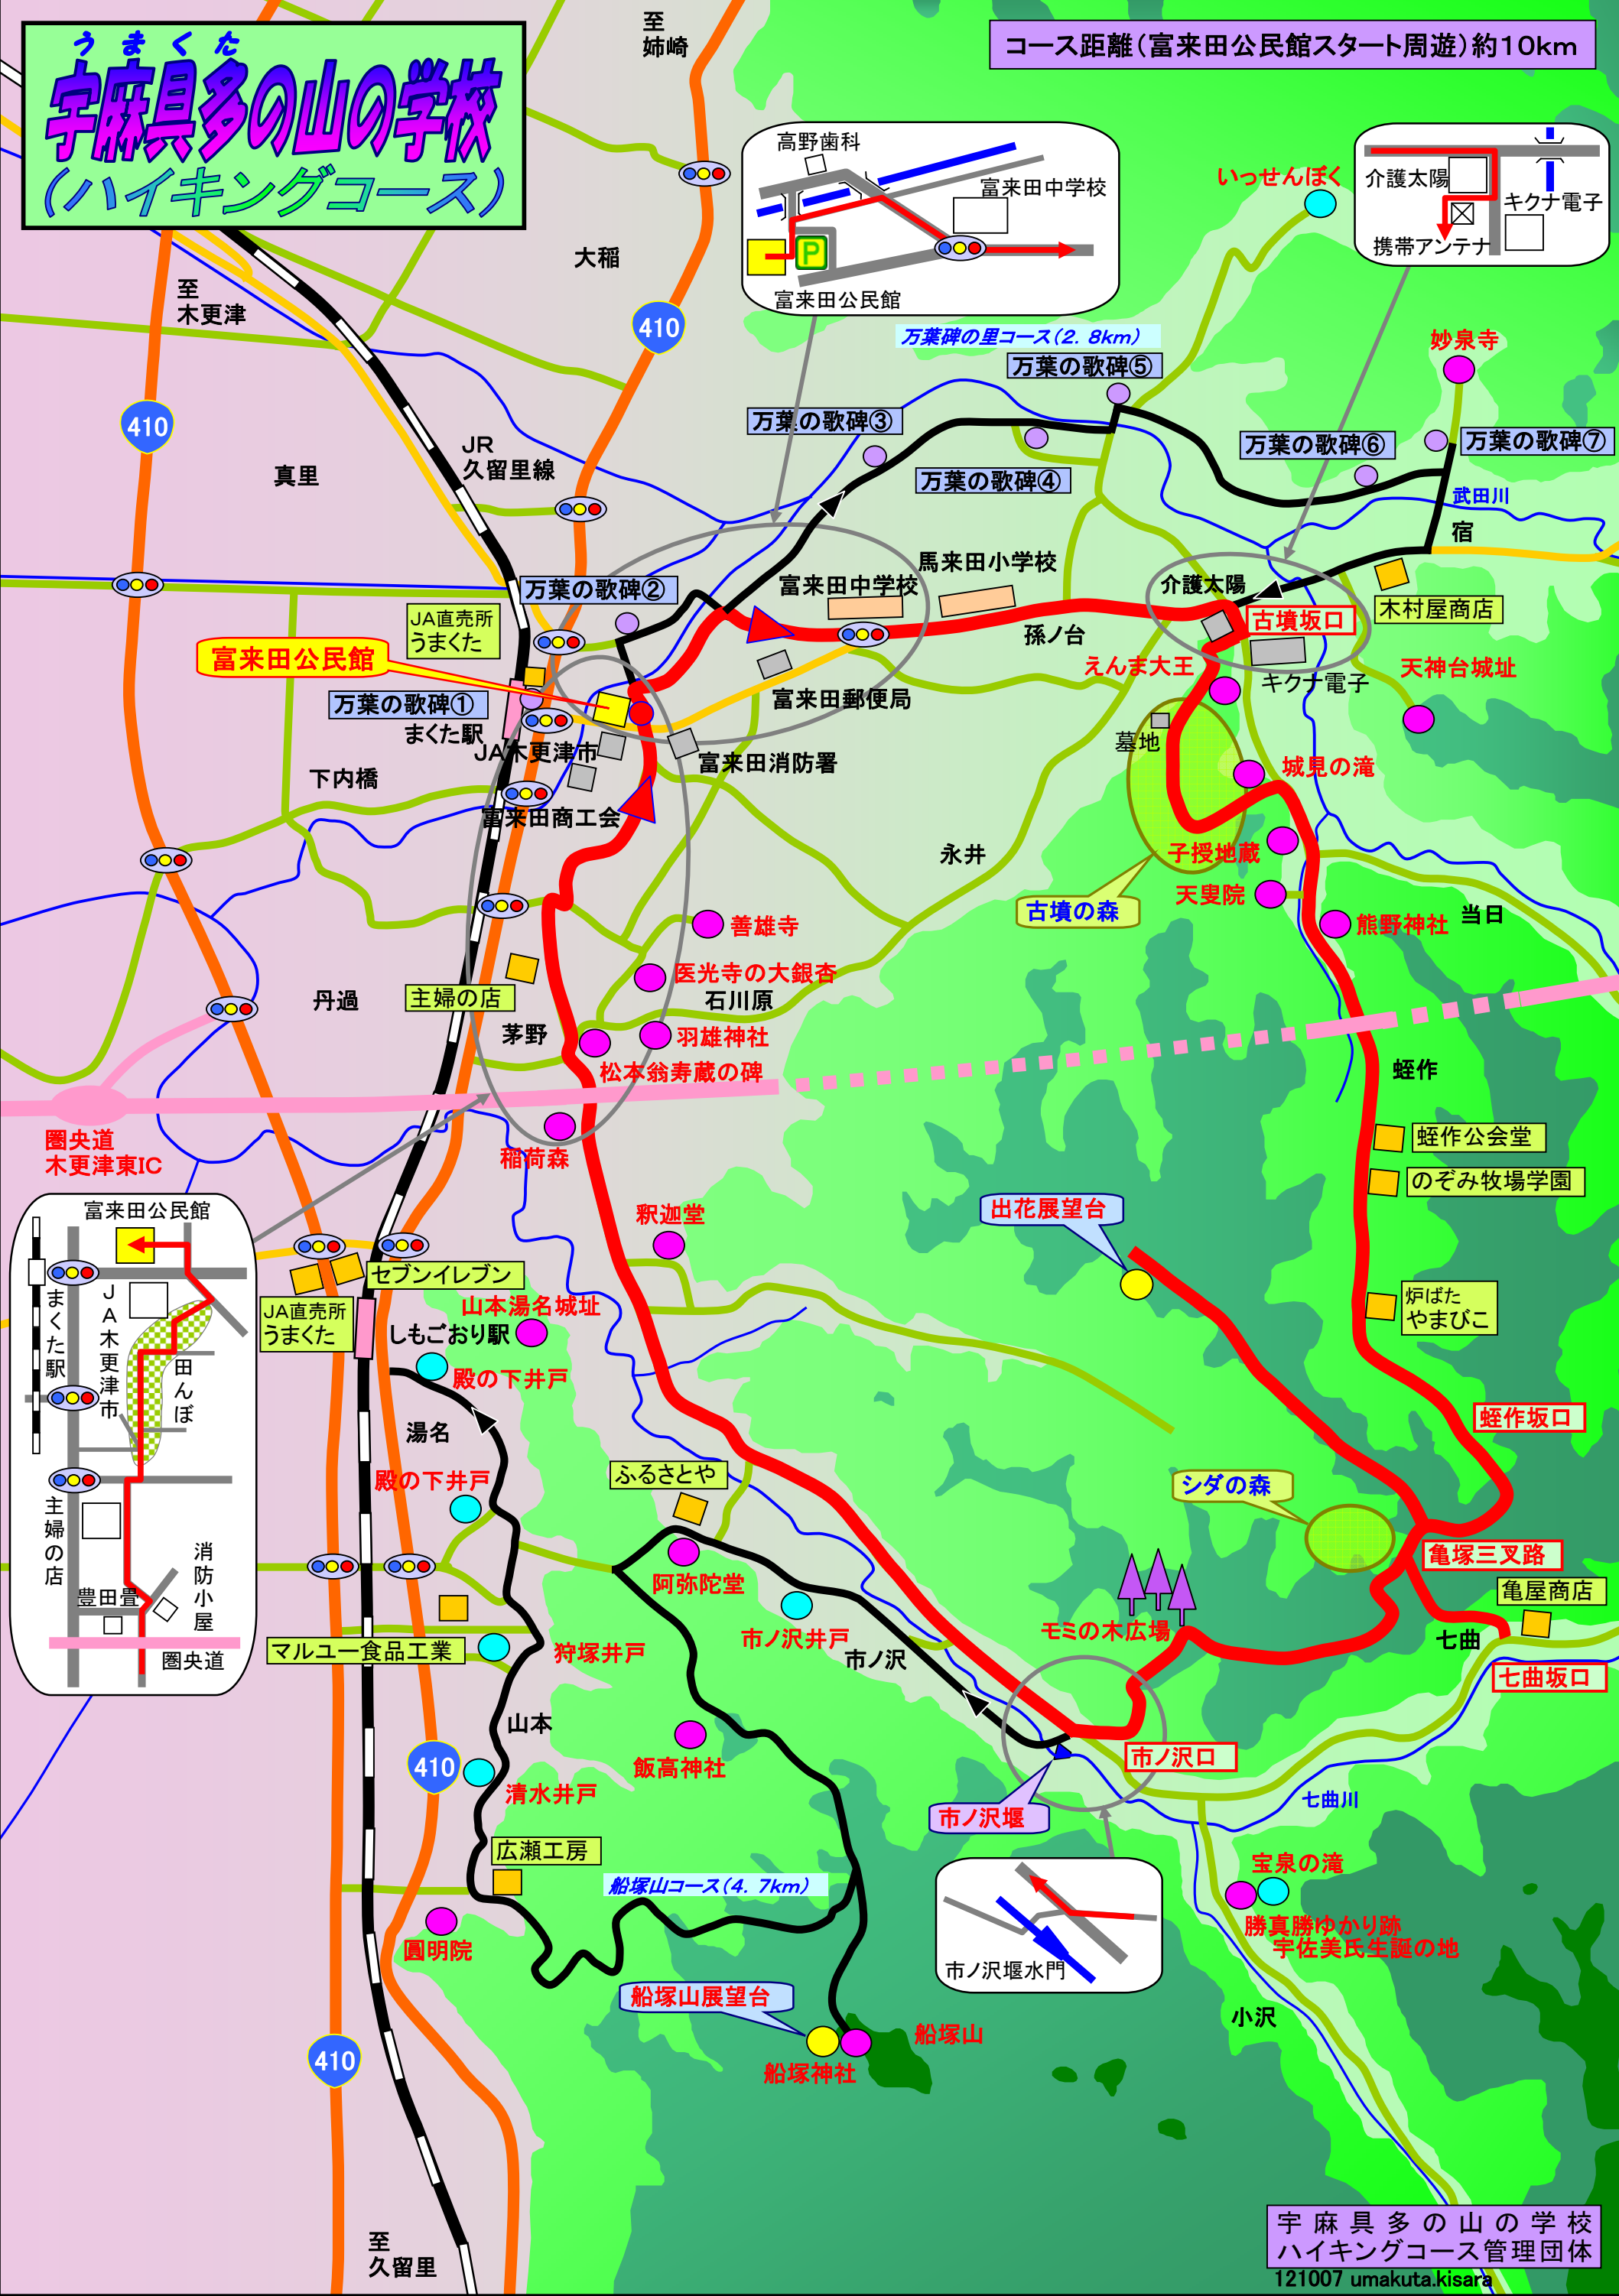 うまくた
宇麻具多の山の学校
（ハイキングコース）
至
姉崎
コース距離（富来田公民館スタート周遊）約１０ｋｍ
高野歯科
富来田中学校
P
富来田公民館
いっせんぼく
介護太陽
キクナ電子
携帯アンテナ
大稲
至
木更津
410
410
万葉碑の里コース（２．８ｋｍ）
妙泉寺
万葉の歌碑⑤
万葉の歌碑③
万葉の歌碑⑥
万葉の歌碑⑦
ＪＲ
久留里線
真里
万葉の歌碑④
武田川
宿
馬来田小学校
富来田中学校
介護太陽
万葉の歌碑②
ＪＡ直売所
うまくた
木村屋商店
古墳坂口
孫ノ台
富来田公民館
えんま大王
天神台城址
キクナ電子
富来田郵便局
万葉の歌碑①
まくた駅
墓地
ＪＡ木更津市
富来田消防署
城見の滝
下内橋
富来田商工会
永井
子授地蔵
天叟院
古墳の森
当日
熊野神社
善雄寺
医光寺の大銀杏
丹過
主婦の店
石川原
茅野
羽雄神社
松本翁寿蔵の碑
蛭作
圏央道
木更津東IC
稲荷森
蛭作公会堂
のぞみ牧場学園
富来田公民館
まくた駅
ＪＡ木更津市
田んぼ
主婦の店
消防小屋
豊田畳
圏央道
釈迦堂
出花展望台
セブンイレブン
ＪＡ直売所
うまくた
山本湯名城址
しもごおり駅
炉ばた
やまびこ
殿の下井戸
湯名
蛭作坂口
殿の下井戸
ふるさとや
シダの森
亀塚三叉路
阿弥陀堂
亀屋商店
市ノ沢井戸
モミの木広場
七曲
マルユー食品工業
狩塚井戸
市ノ沢
七曲坂口
山本
410
飯高神社
市ノ沢口
清水井戸
七曲川
市ノ沢堰
広瀬工房
船塚山コース（４．７ｋｍ）
宝泉の滝
勝真勝ゆかり跡
宇佐美氏生誕の地
圓明院
市ノ沢堰水門
船塚山展望台
小沢
船塚山
410
船塚神社
至
久留里
宇麻具多の山の学校
ハイキングコース管理団体
121007 umakuta.kisara